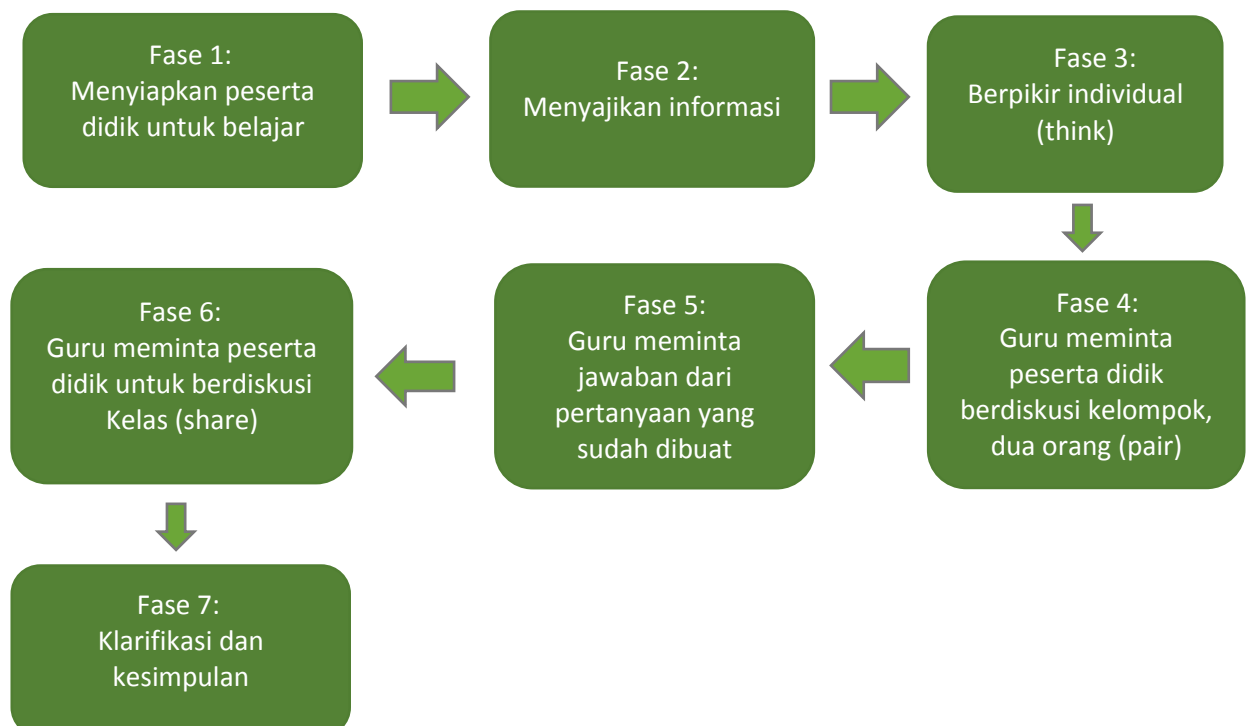 Fase 1:
Menyiapkan peserta
didik untuk belajar
Fase 2:
Menyajikan informasi
Fase 3:
Berpikir individual
(think)
Fase 4:
Guru meminta
peserta didik
berdiskusi kelompok,
dua orang (pair)
Fase 5:
Guru meminta
jawaban dari
pertanyaan yang
sudah dibuat
Fase 6:
Guru meminta peserta
didik untuk berdiskusi
Kelas (share)
Fase 7:
Klarifikasi dan
kesimpulan